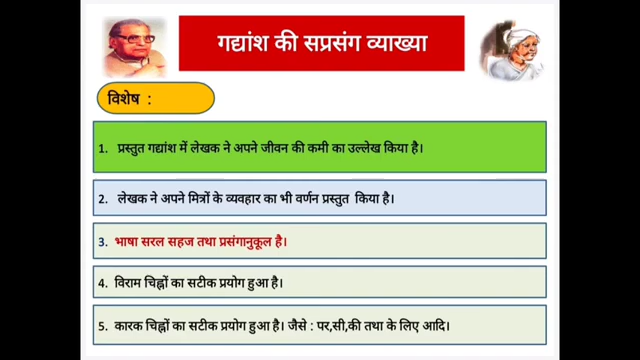 गद्यांश की सप्रसंग व्याख्या
विशेष :
1. प्रस्तुत गद्यांश में लेखक ने अपने जीवन की कमी का उल्लेख किया है।
2. लेखक ने अपने मित्रों के व्यवहार का भी वर्णन प्रस्तुत किया है।
3. भाषा सरल सहज तथा प्रसंगानुकूल है।
4. विराम चिह्नों का सटीक प्रयोग हुआ है।
5. कारक चिह्नों का सटीक प्रयोग हुआ है। जैसे : पर,सी,की तथा के लिए आदि।